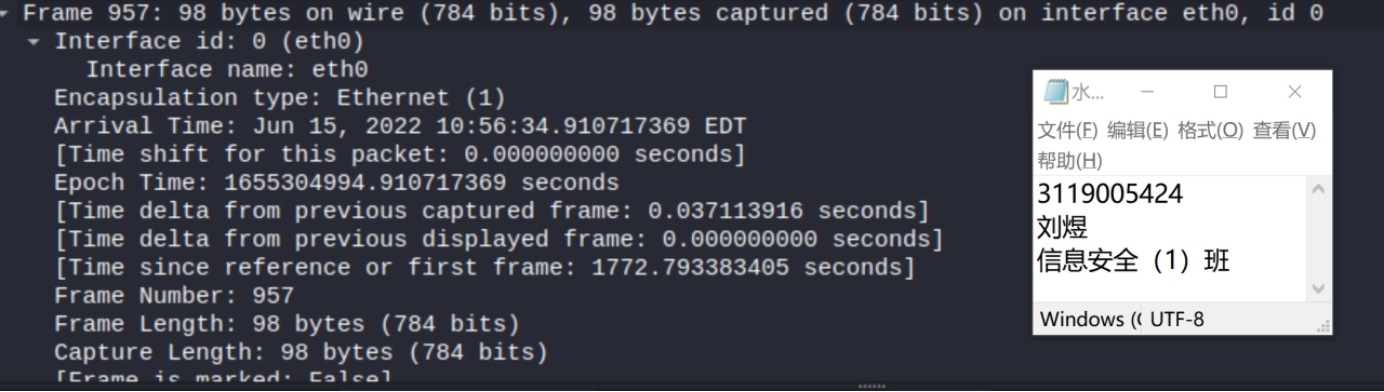 Frame 957: 98 bytes on wire (784 bits), 98 bytes captured (784 bits) on interface eth0, id 0
Interface id: 0 (eth0)
Interface name: eth0
Encapsulation type: Ethernet (1)
Arrival Time: Jun 15, 2022 10:56:34.910717369 EDT
[Time shift for this packet: 0.000000000 seconds]
Epoch Time: 1655304994.910717369 seconds
[Time delta from previous captured frame: 0.037113916 seconds]
[Time delta from previous displayed frame: 0.000000000 seconds]
[Time since reference or first frame: 1772.793383405 seconds]
Frame Number: 957
Frame Length: 98 bytes (784 bits)
Capture Length: 98 bytes (784 bits)
[Frame is marked: False]
水...
文件(F) 编辑(E) 格式(O) 查看(V)
帮助(H)
3119005424
刘煜
信息安全（1）班
Windows (C UTF-8